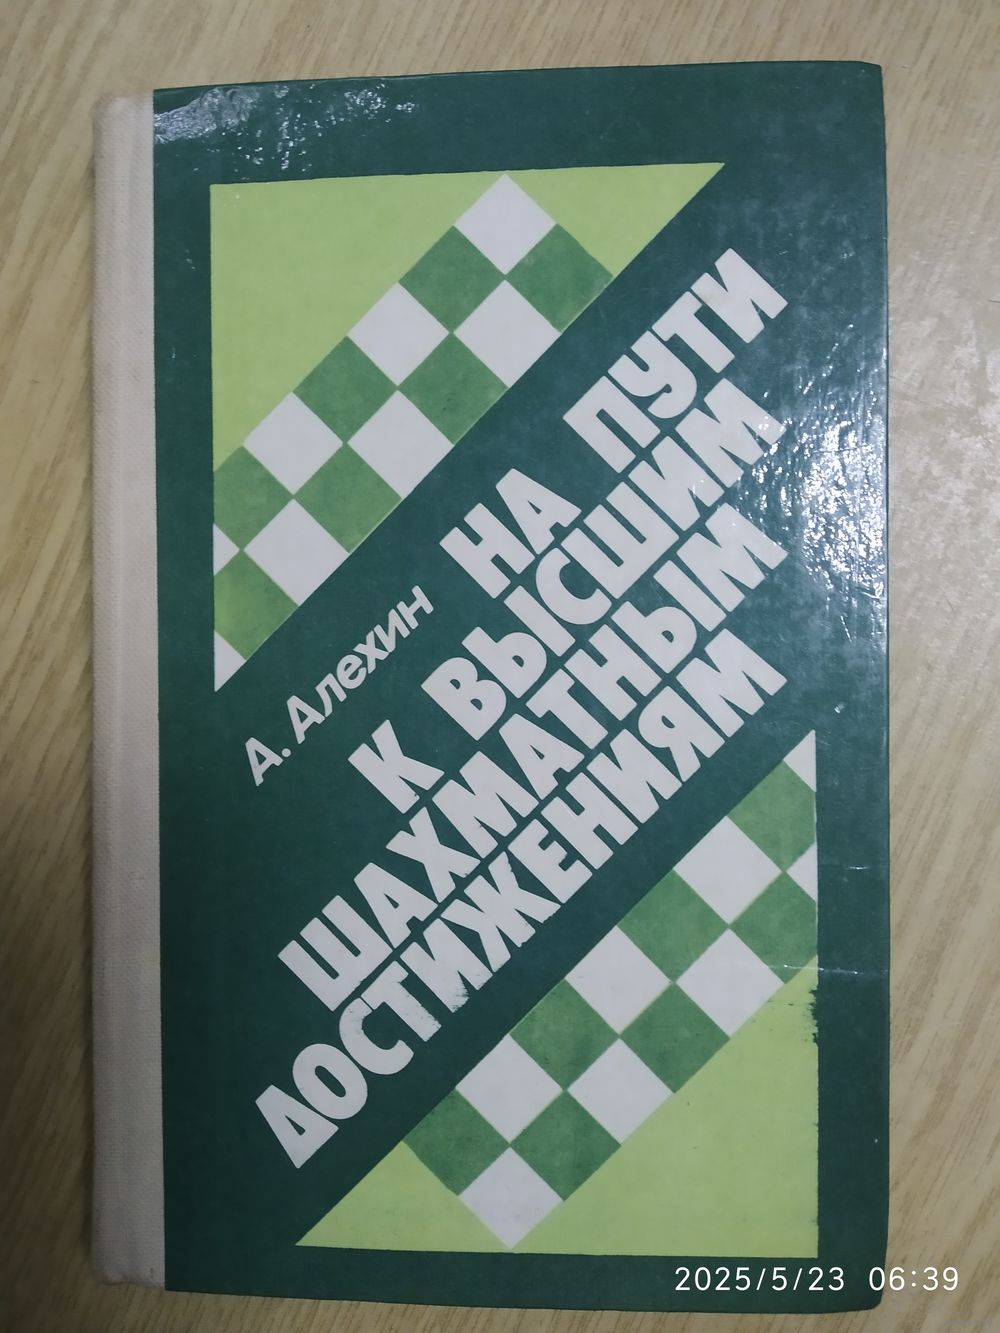 А. Алехин
НА ПУТИ
К ВЫСШИМ
ШАХМАТНЫМ
ДОСТИЖЕНИЯМ
2025/5/23 06:39